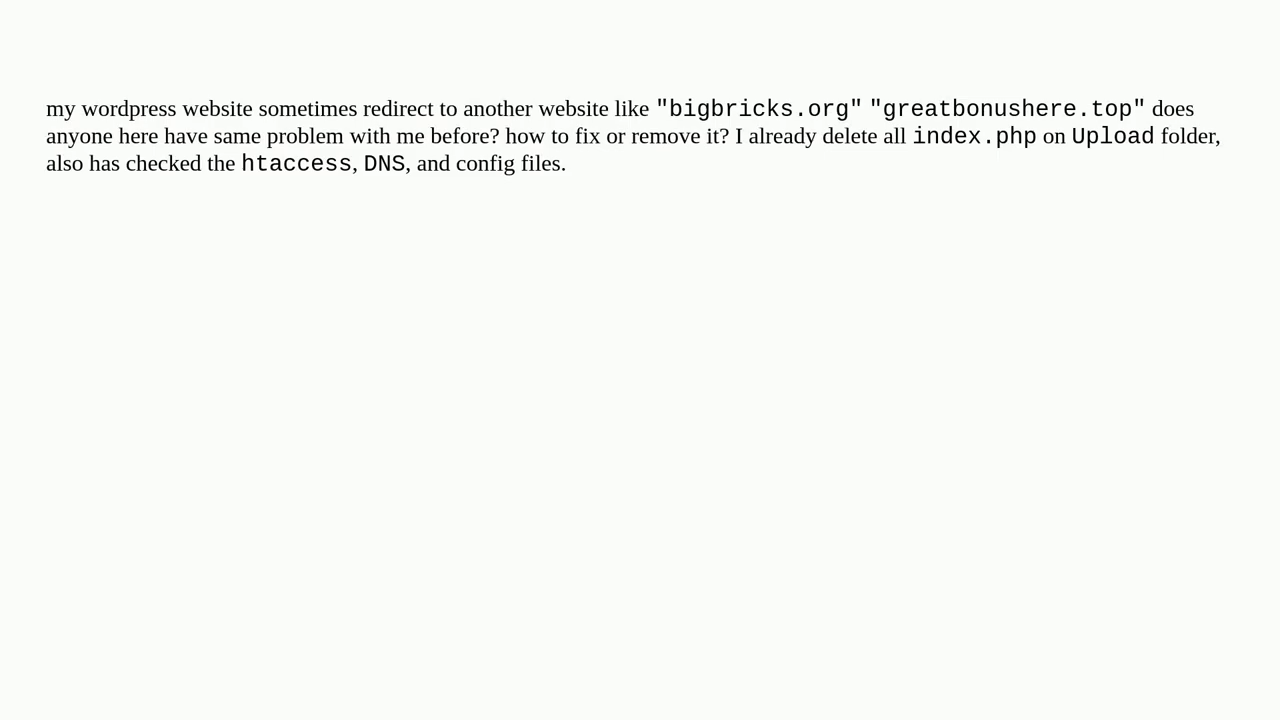 my wordpress website sometimes redirect to another website like "bigbricks.org" "greatbonushere.top" does
anyone here have same problem with me before? how to fix or remove it? I already delete all index.php on Upload folder,
also has checked the htaccess, DNS, and config files.